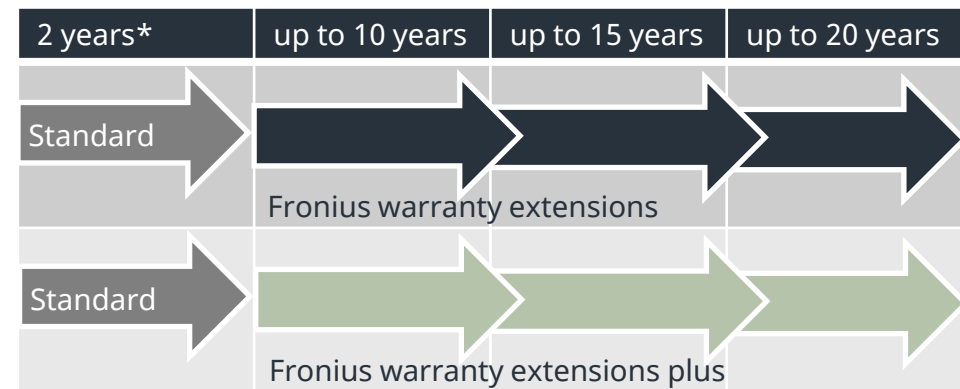 2 years* up to 10 years up to 15 years up to 20 years
Standard
Fronius warranty extensions
Standard
Fronius warranty extensions plus